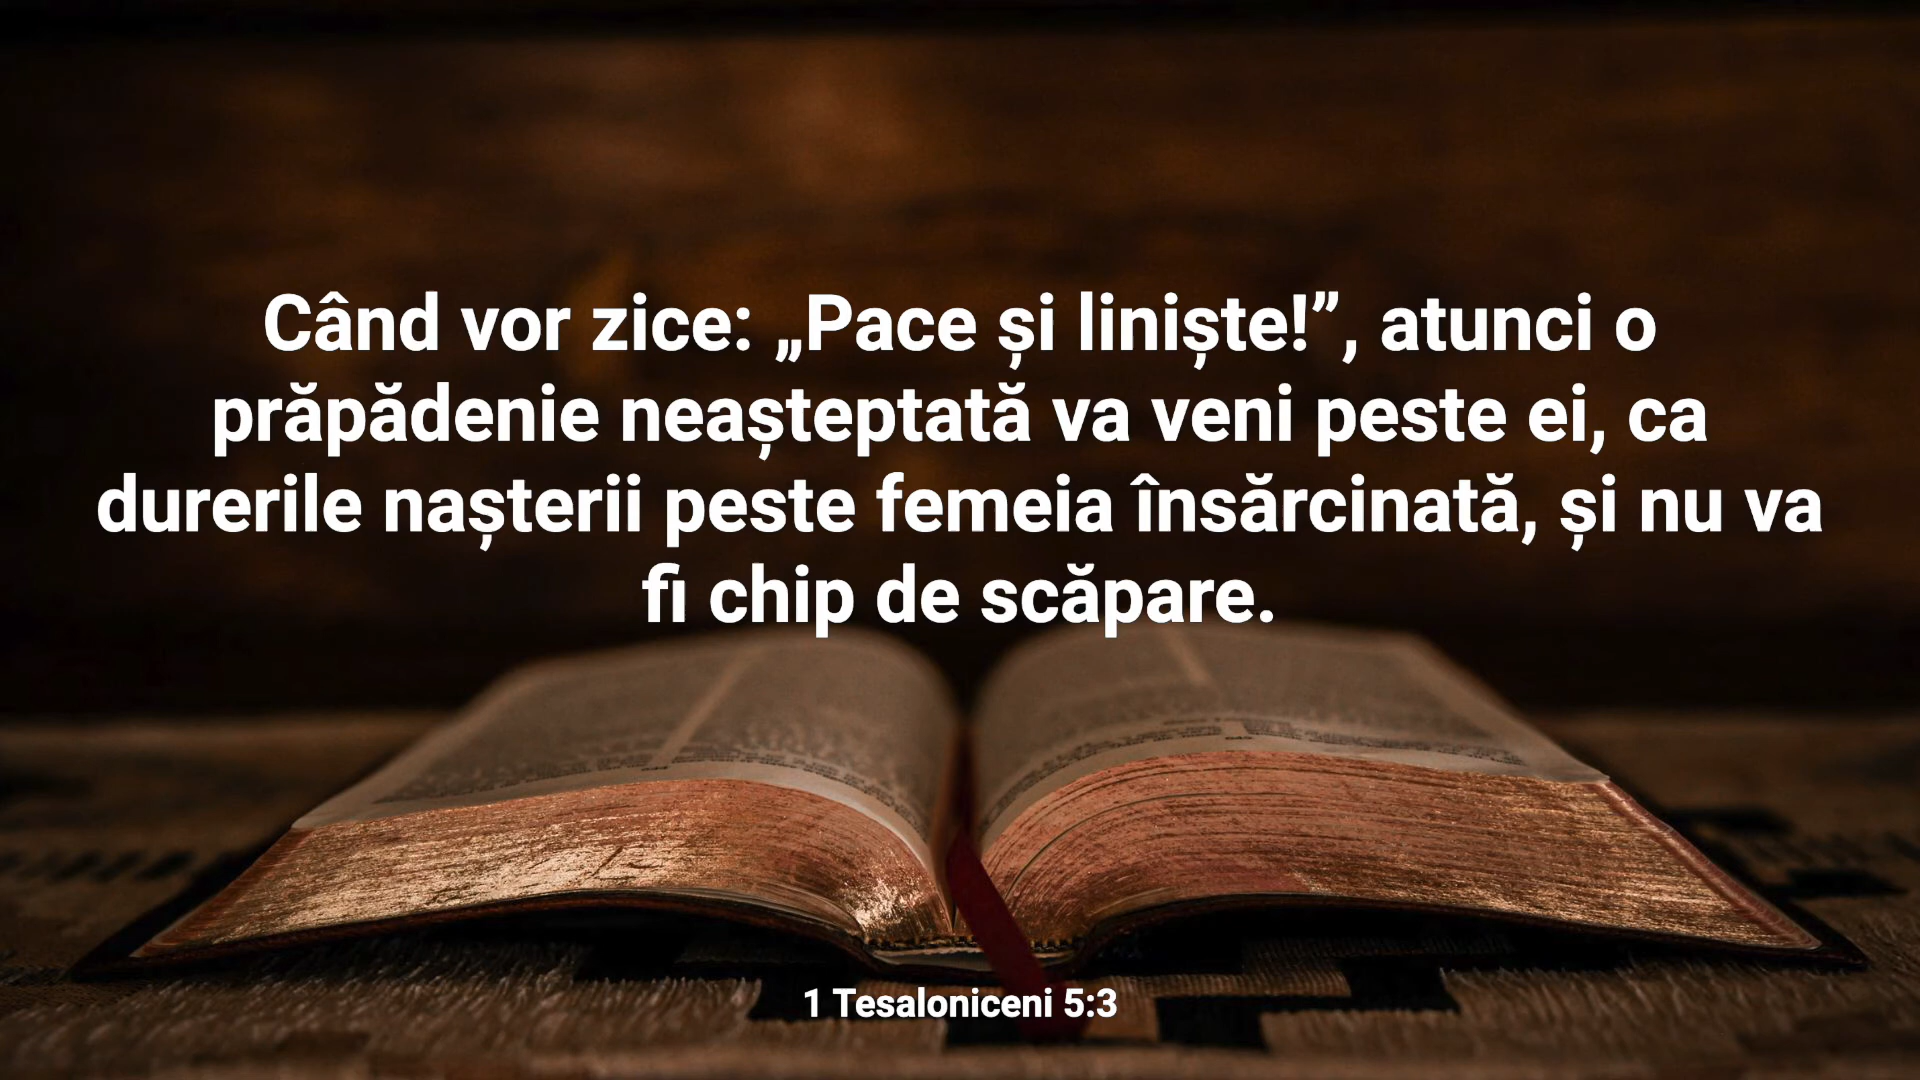 Când vor zice: „Pace și liniște!”, atunci o
prăpădenie neașteptată va veni peste ei, ca
durerile nașterii peste femeia însărcinată, și nu va
fi chip de scăpare.
1 Tesaloniceni 5:3